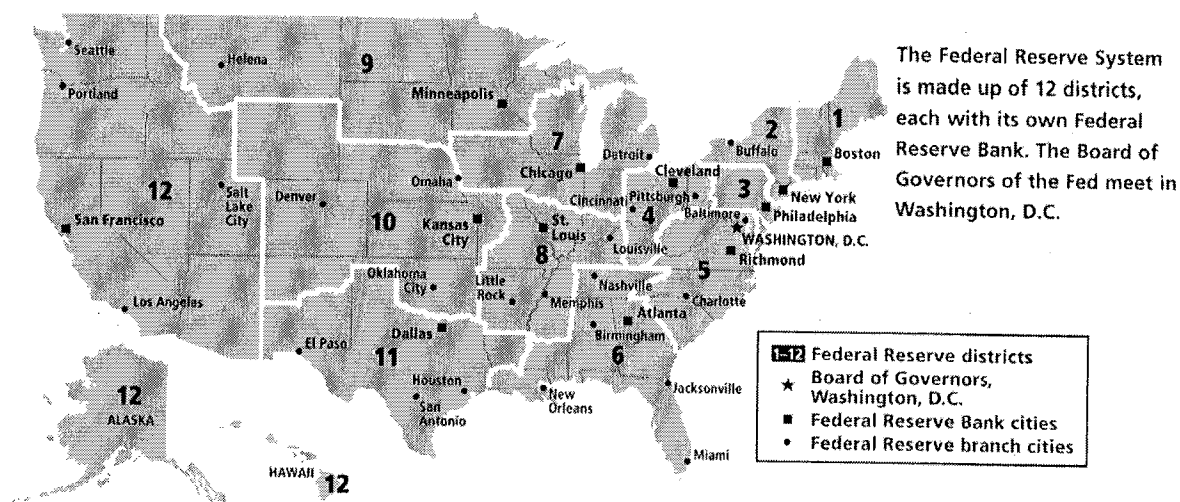 The Federal Reserve System
is made up of 12 districts,
each with its own Federal
Reserve Bank. The Board of
Governors of the Fed meet in
Washington, D.C.
Seattle
Portland
Helena
9
Minneapolis
12
San Francisco
Salt
Lake
City
Los Angeles
Denver
10
Omaha
Kansas
City
Oklahoma
City
7
Chicago
Detroit
Cleveland
Cincinnati
Pittsburgh
4
2
Buffalo
1
Boston
New York
3
Philadelphia
Baltimore
WASHINGTON, D.C.
Richmond
5
Charlotte
St.
Louis
8
Louisville
Little
Rock
Memphis
Nashville
Atlanta
Birmingham
6
Jacksonville
Miami
New
Orleans
Dallas
11
El Paso
Houston
San
Antonio
12
ALASKA
HAWAII
12
1–12 Federal Reserve districts
Board of Governors,
Washington, D.C.
Federal Reserve Bank cities
Federal Reserve branch cities